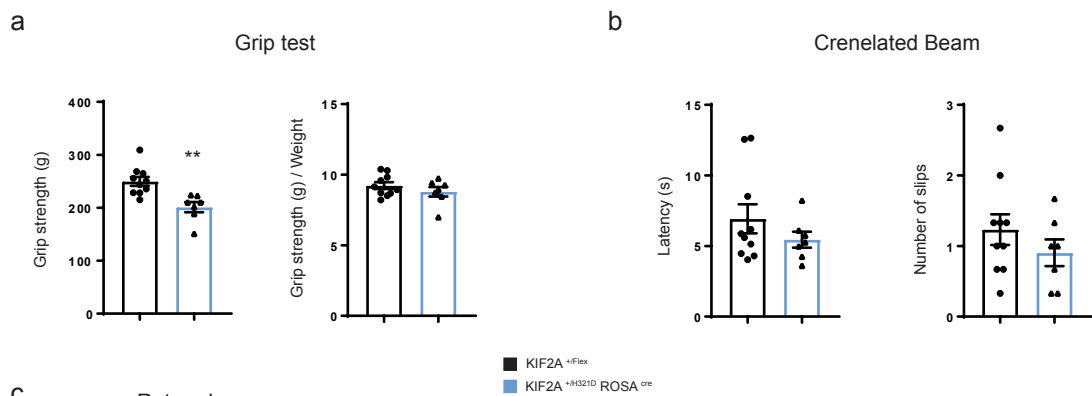 a
Grip test
Grip strength (g)
400
300
200
100
0
**
Grip strength (g) / Weight
15
10
5
0
b
Crenelated Beam
Latency (s)
15
10
5
0
Number of slips
3
2
1
0
KIF2A +/Flex
KIF2A +/H321D ROSA cre
c